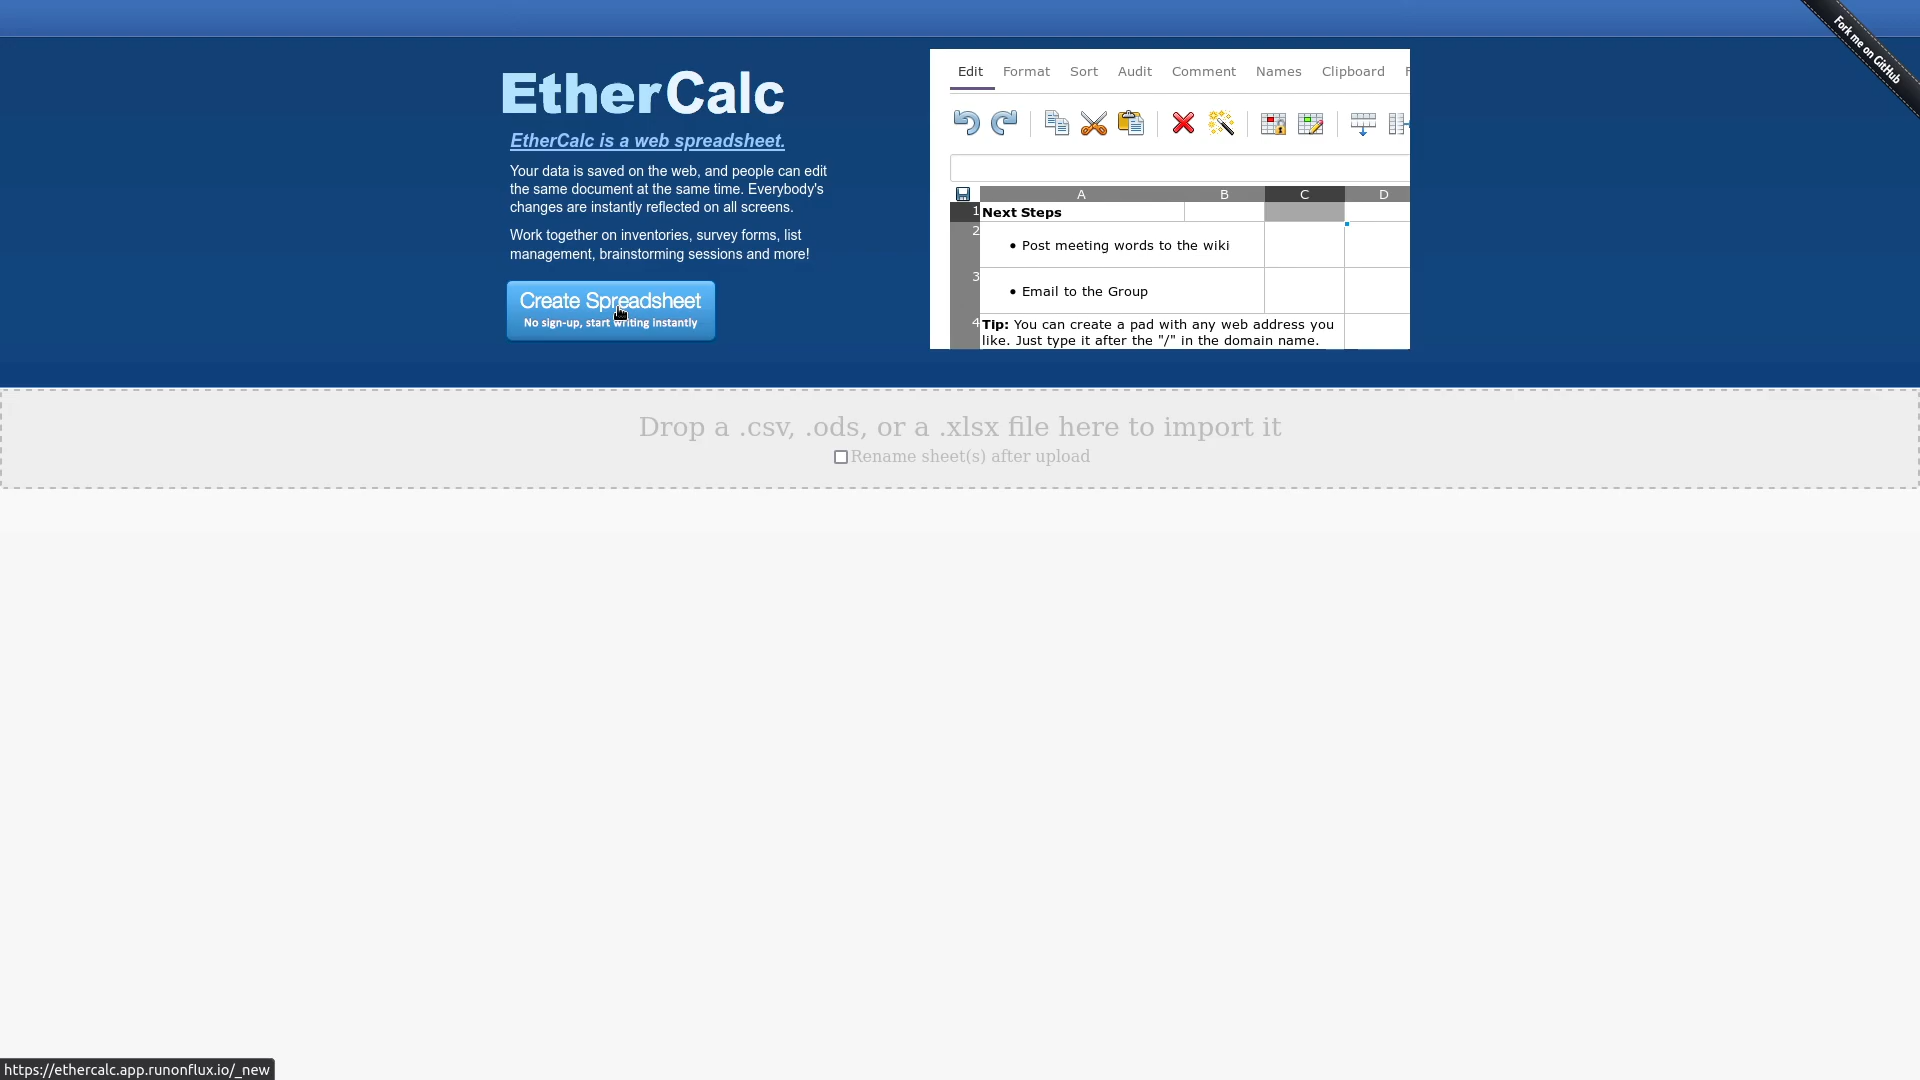 Fork me on GitHub
EtherCalc
EtherCalc is a web spreadsheet.
Your data is saved on the web, and people can edit
the same document at the same time. Everybody's
changes are instantly reflected on all screens.
Work together on inventories, survey forms, list
management, brainstorming sessions and more!
Create Spreadsheet
No sign-up, start writing instantly
Edit Format Sort Audit Comment Names Clipboard F
A B C D
1 Next Steps
2 • Post meeting words to the wiki
3 • Email to the Group
4 Tip: You can create a pad with any web address you
like. Just type it after the "/" in the domain name.
Drop a .csv, .ods, or a .xlsx file here to import it
Rename sheet(s) after upload
https://ethercalc.app.runonflux.io/_new